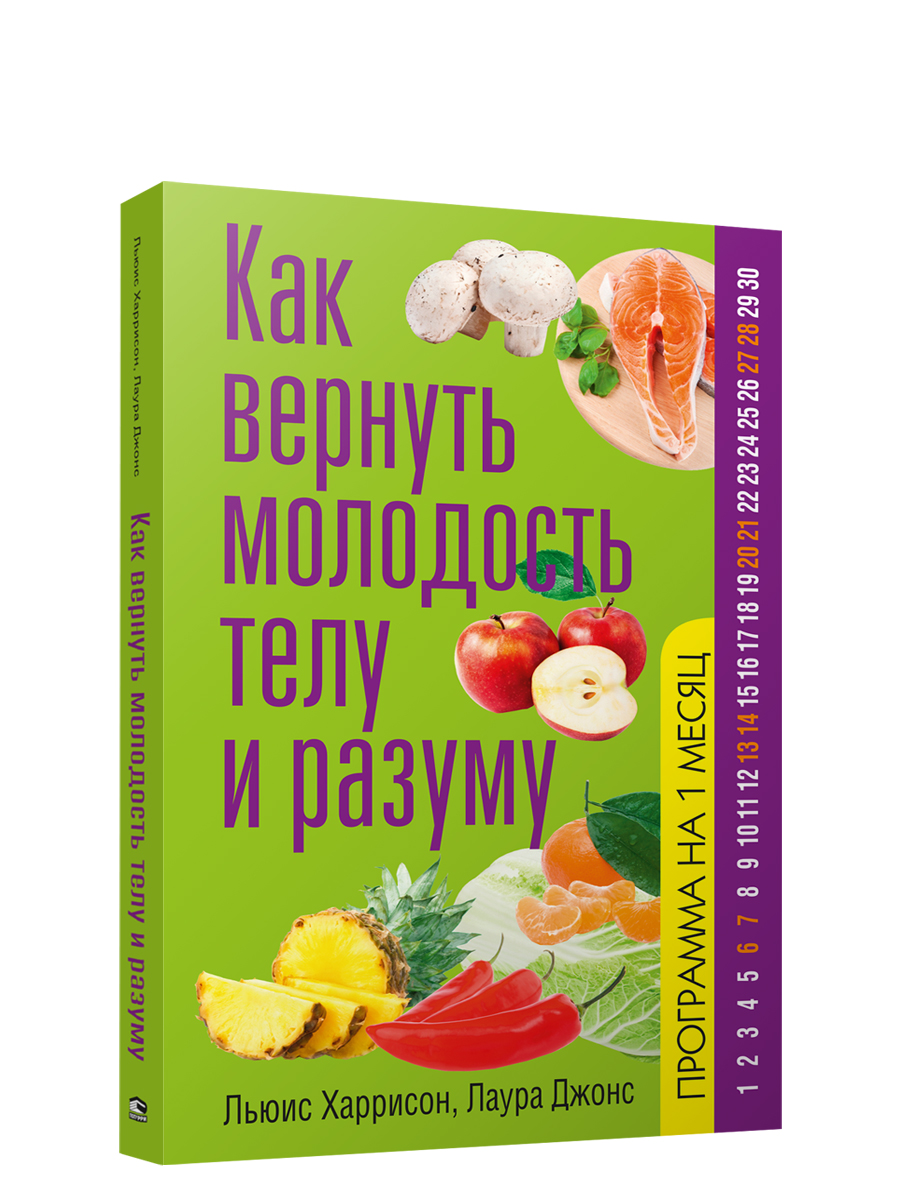 Как
вернуть
молодость
телу
и разуму
Льюис Харрисон, Лаура Джонс
ПРОГРАММА НА 1 МЕСЯЦ
1 2 3 4 5 6 7 8 9 10 11 12 13 14 15 16 17 18 19 20 21 22 23 24 25 26 27 28 29 30
Льюис Харрисон, Лаура Джонс
Как вернуть молодость телу и разуму